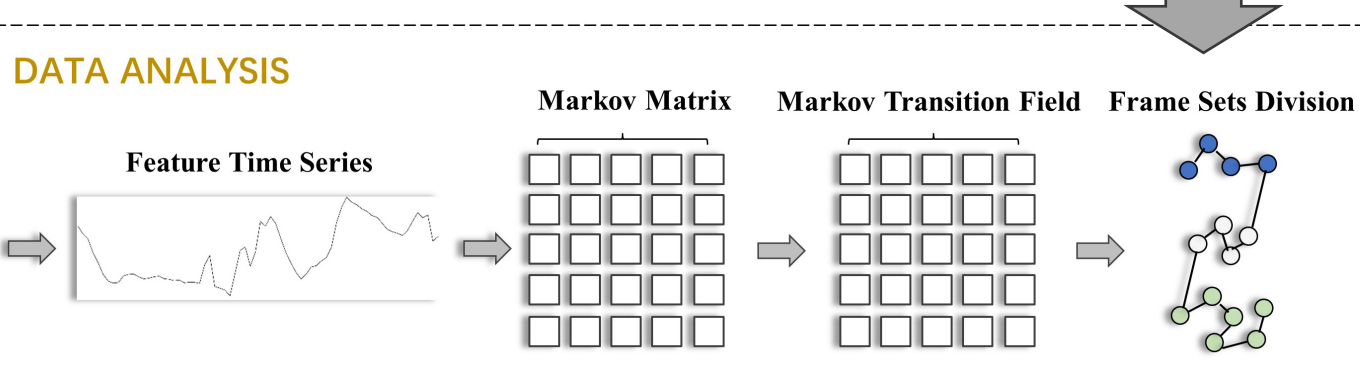 DATA ANALYSIS
Feature Time Series
Markov Matrix
Markov Transition Field
Frame Sets Division